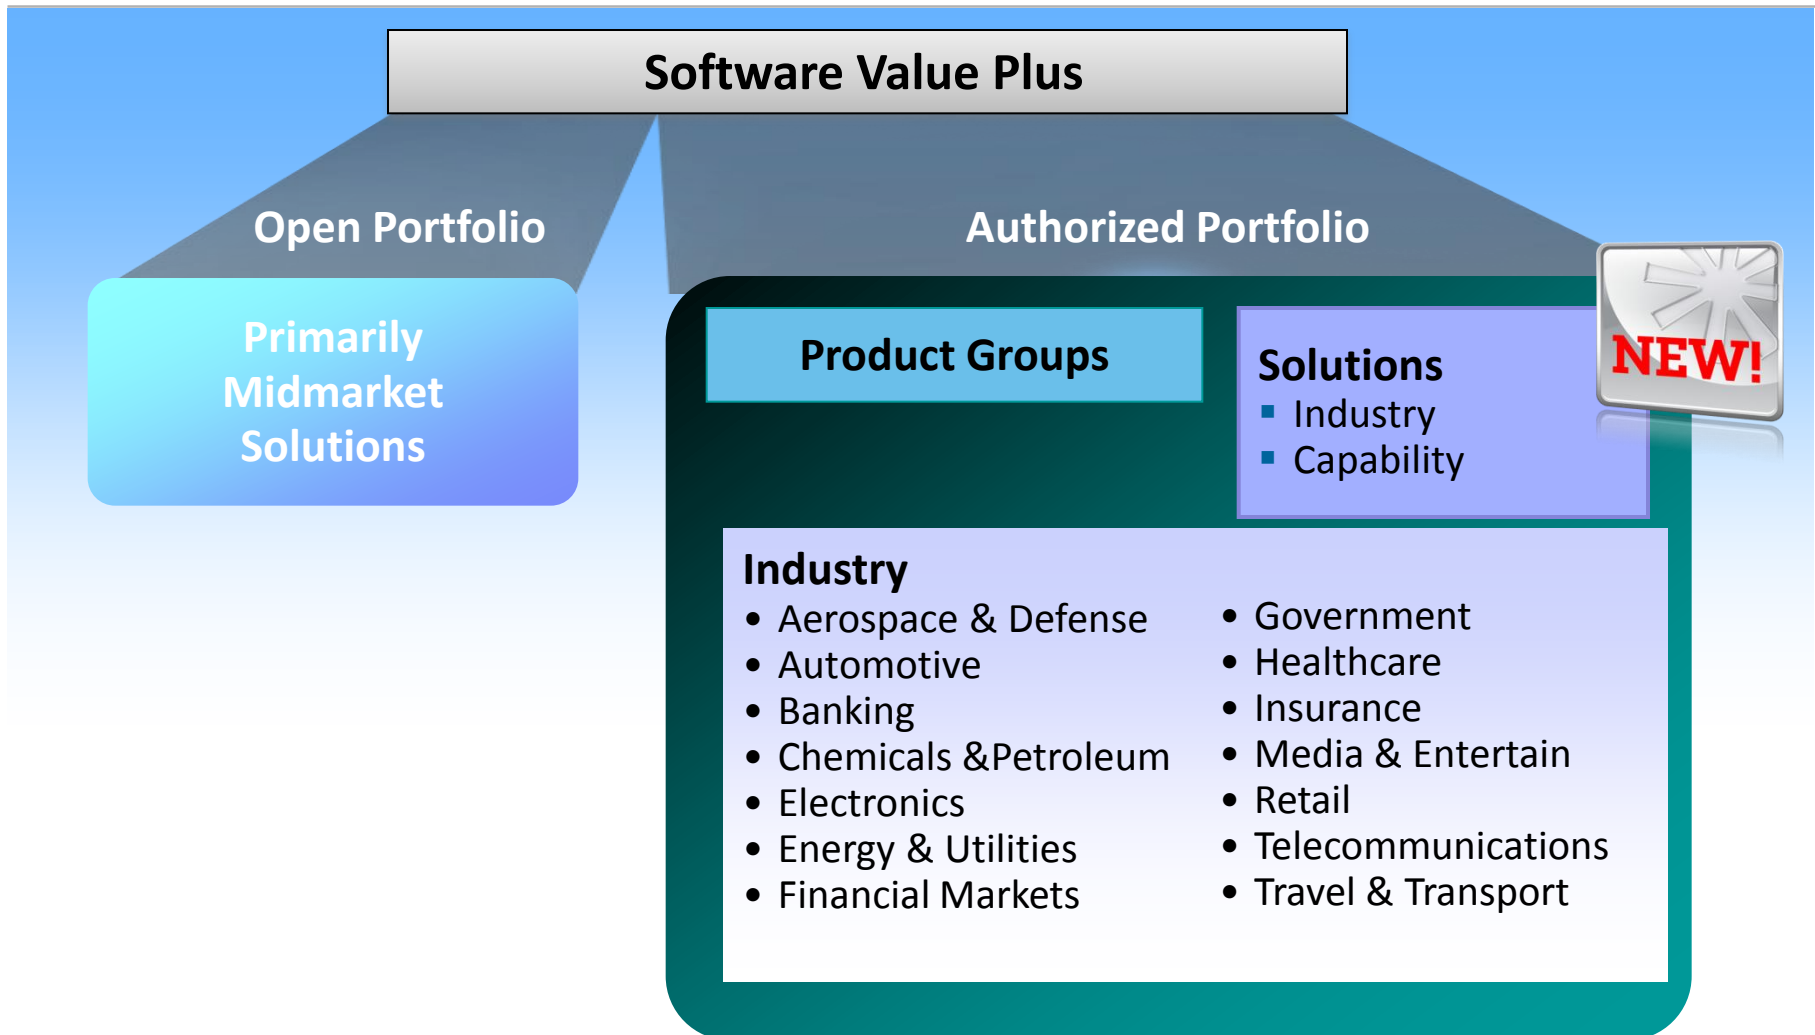 Software Value Plus
Open Portfolio
Authorized Portfolio
Primarily
Midmarket
Solutions
Product Groups
Solutions
▪ Industry
▪ Capability
NEW!
Industry
• Aerospace & Defense
• Automotive
• Banking
• Chemicals &Petroleum
• Electronics
• Energy & Utilities
• Financial Markets
• Government
• Healthcare
• Insurance
• Media & Entertain
• Retail
• Telecommunications
• Travel & Transport